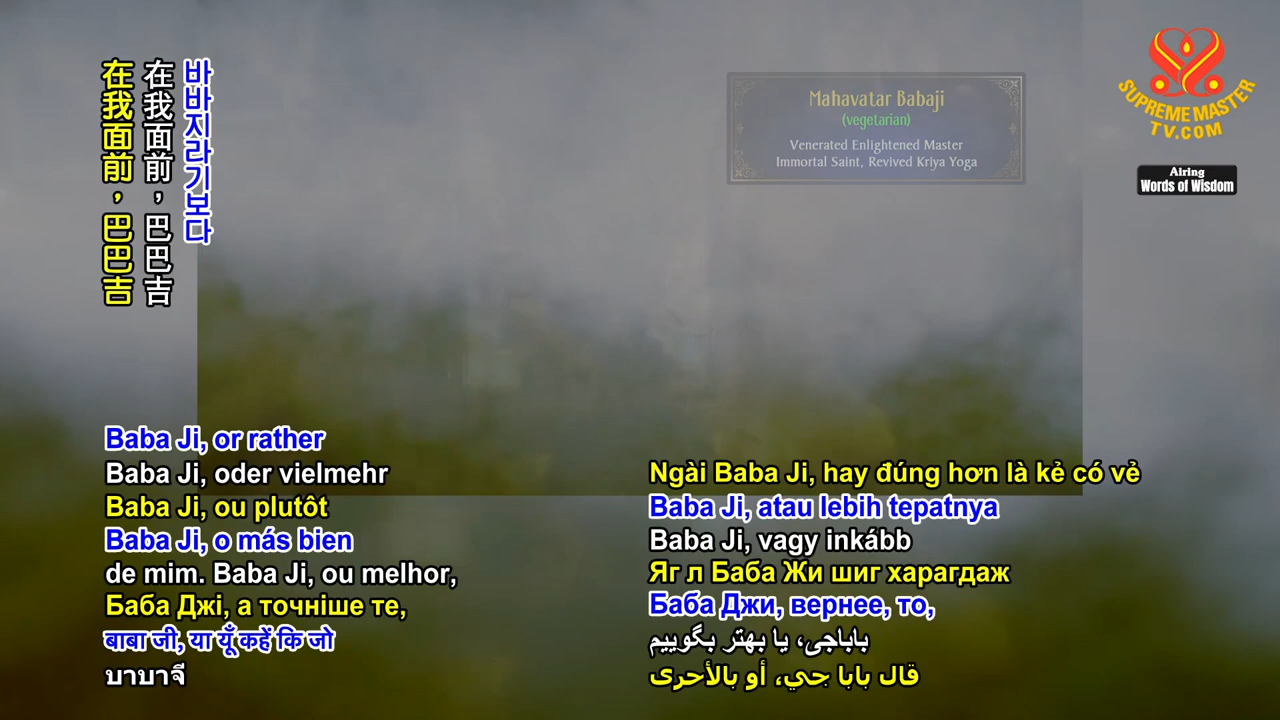 바바지라기보다
在我面前，巴巴吉
在我面前，巴巴吉
Mahavatar Babaji
(vegetarian)
Venerated Enlightened Master
Immortal Saint, Revived Kriya Yoga
SUPREME MASTER
TV.COM
Airing
Words of Wisdom
Baba Ji, or rather
Baba Ji, oder vielmehr
Baba Ji, ou plutôt
Baba Ji, o más bien
de mim. Baba Ji, ou melhor,
Баба Джі, а точніше те,
बाबा जी, या यूँ कहें कि जो
บาบาจี
Ngài Baba Ji, hay đúng hơn là kẻ có vẻ
Baba Ji, atau lebih tepatnya
Baba Ji, vagy inkább
Яг л Баба Жи шиг харагдаж
Баба Джи, вернее, то,
باباجی، یا بهتر بگوییم
قال بابا جي، أو بالأحرى